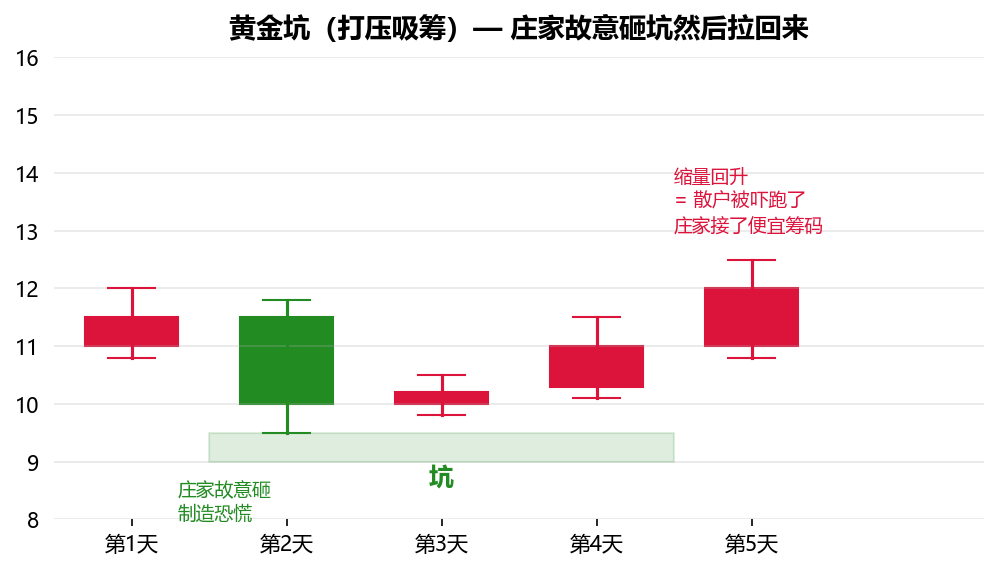 黄金坑（打压吸筹）— 庄家故意砸坑然后拉回来
16
15
14
13
12
11
10
9
8
缩量回升
= 散户被吓跑了
庄家接了便宜筹码
坑
庄家故意砸
制造恐慌
第1天
第2天
第3天
第4天
第5天